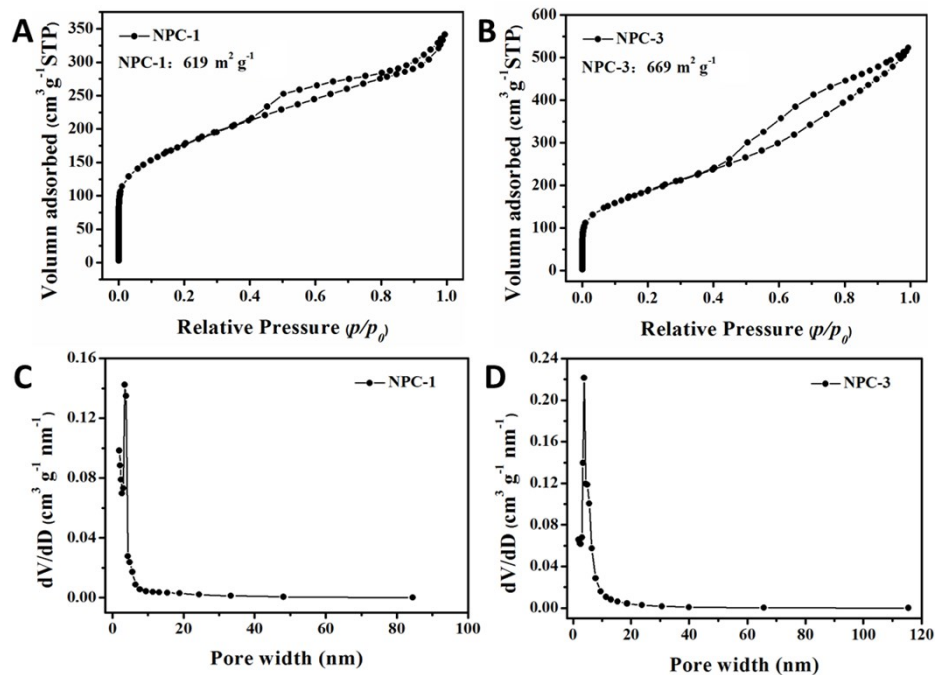 A
NPC-1
NPC-1: 619 m² g⁻¹
Volumn adsorbed (cm³ g⁻¹ STP)
350
300
250
200
150
100
50
0
0.0 0.2 0.4 0.6 0.8 1.0
Relative Pressure (p/p₀)
B
NPC-3
NPC-3: 669 m² g⁻¹
Volumn adsorbed (cm³ g⁻¹ STP)
600
500
400
300
200
100
0
0.0 0.2 0.4 0.6 0.8 1.0
Relative Pressure (p/p₀)
C
NPC-1
dV/dD (cm³ g⁻¹ nm⁻¹)
0.16
0.12
0.08
0.04
0.00
0 20 40 60 80 100
Pore width (nm)
D
NPC-3
dV/dD (cm³ g⁻¹ nm⁻¹)
0.24
0.20
0.16
0.12
0.08
0.04
0.00
0 20 40 60 80 100 120
Pore width (nm)